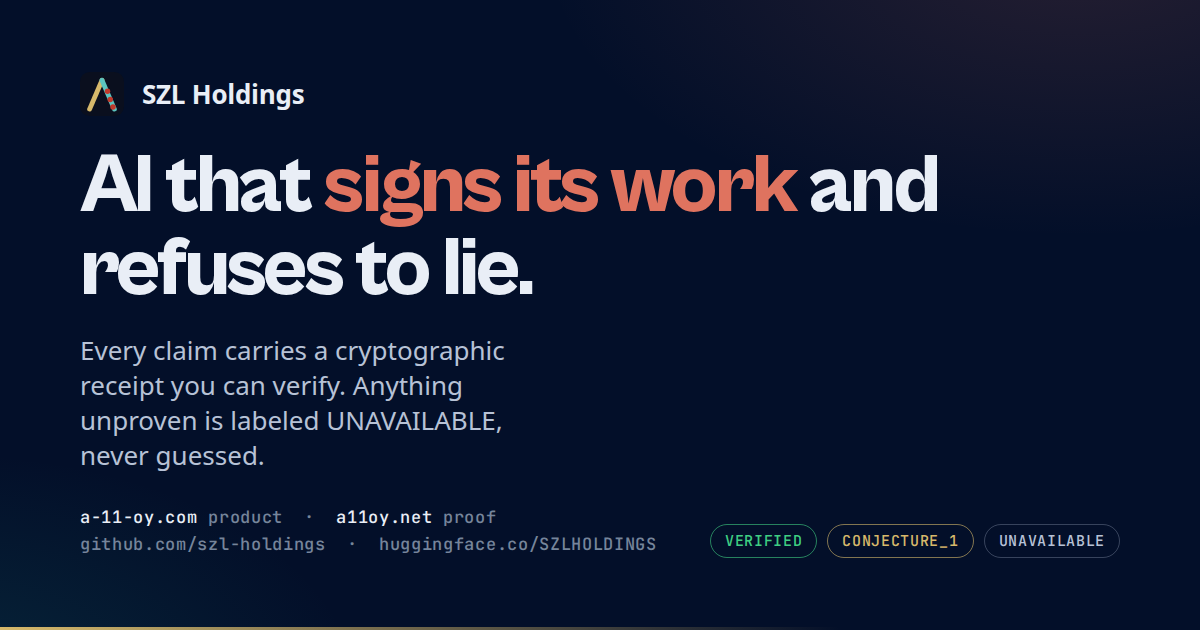 SZL Holdings
AI that signs its work and
refuses to lie.
Every claim carries a cryptographic
receipt you can verify. Anything
unproven is labeled UNAVAILABLE,
never guessed.
a-11-oy.com product · a11oy.net proof
github.com/szl-holdings · huggingface.co/SZLHOLDINGS
VERIFIED CONJECTURE_1 UNAVAILABLE